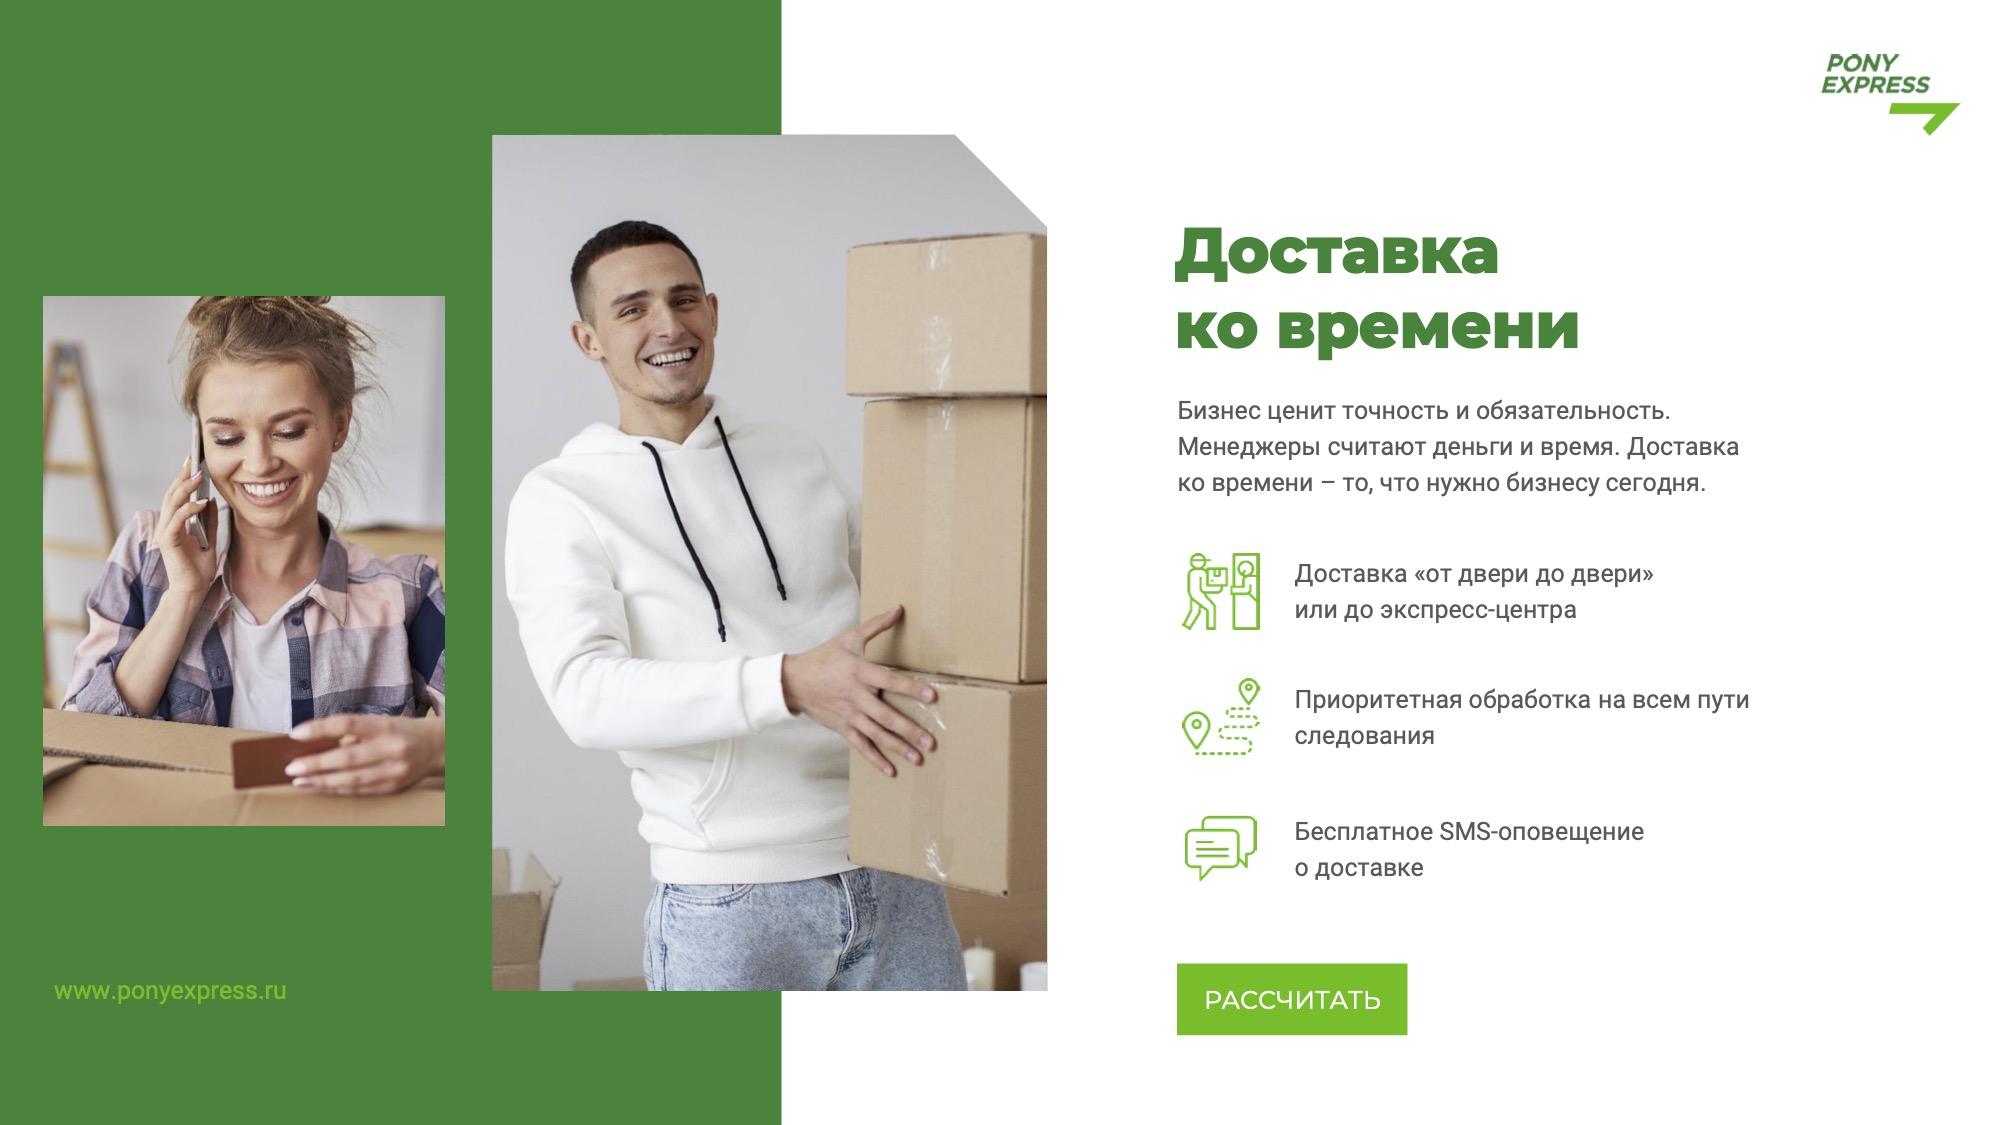 PONY
EXPRESS
Доставка
ко времени
Бизнес ценит точность и обязательность.
Менеджеры считают деньги и время. Доставка
ко времени – то, что нужно бизнесу сегодня.
Доставка «от двери до двери»
или до экспресс-центра
Приоритетная обработка на всем пути
следования
Бесплатное SMS-оповещение
о доставке
РАССЧИТАТЬ
www.ponyexpress.ru